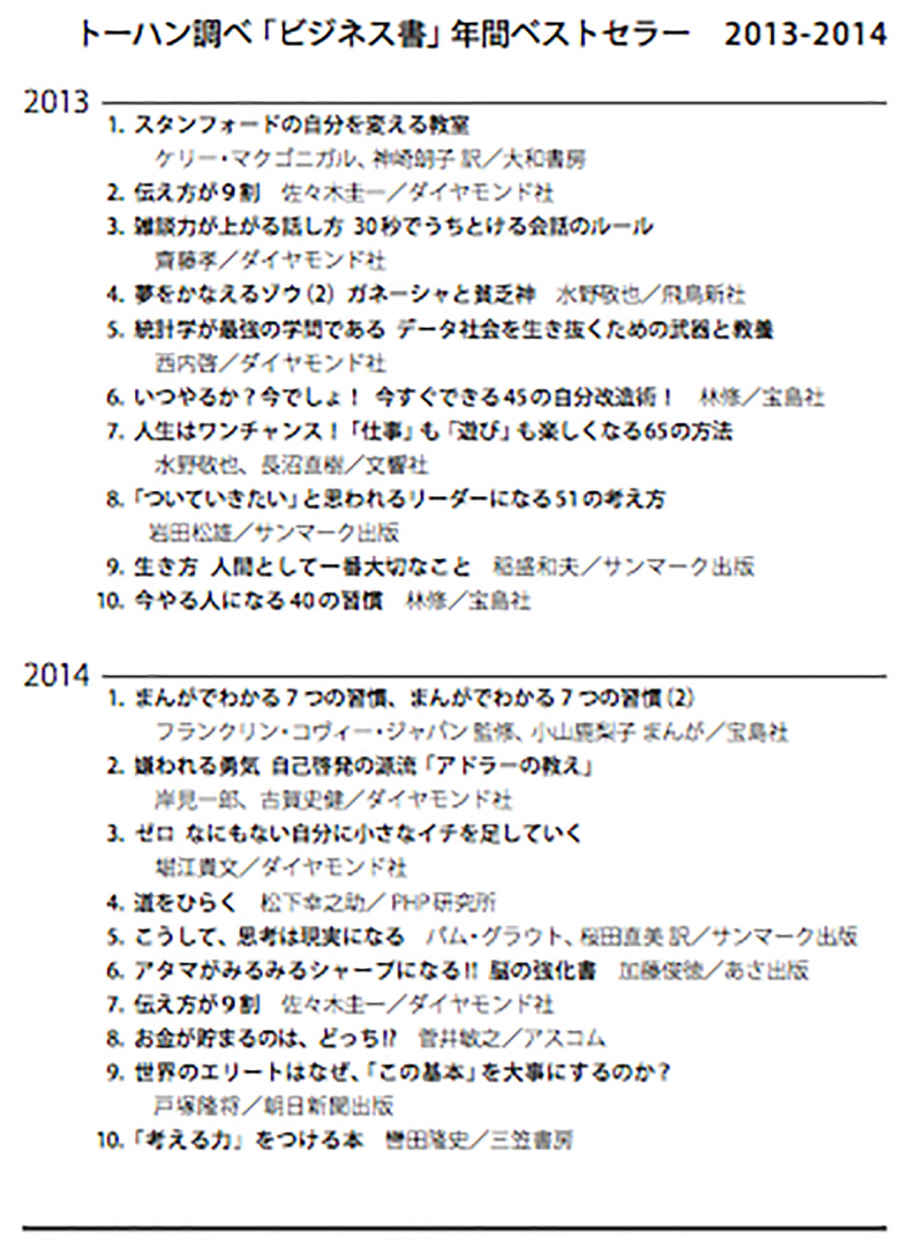 トーハン調べ「ビジネス書」年間ベストセラー 2013-2014
2013
1. スタンフォードの自分を変える教室
ケリー・マクゴニガル、神崎朗子 訳／大和書房
2. 伝え方が9割 佐々木圭一／ダイヤモンド社
3. 雑談力が上がる話し方 30秒でうちとける会話のルール
齋藤孝／ダイヤモンド社
4. 夢をかなえるゾウ(2) ガネーシャと貧乏神 水野敬也／飛鳥新社
5. 統計学が最強の学問である データ社会を生き抜くための武器と教養
西内啓／ダイヤモンド社
6. いつやるか？今でしょ！ 今すぐできる45の自分改造術！ 林修／宝島社
7. 人生はワンチャンス！「仕事」も「遊び」も楽しくなる65の方法
水野敬也、長沼直樹／文響社
8. 「ついていきたい」と思われるリーダーになる51の考え方
岩田松雄／サンマーク出版
9. 生き方 人間として一番大切なこと 稲盛和夫／サンマーク出版
10. 今やる人になる40の習慣 林修／宝島社
2014
1. まんがでわかる7つの習慣、まんがでわかる7つの習慣(2)
フランクリン・コヴィー・ジャパン 監修、小山鹿梨子 まんが／宝島社
2. 嫌われる勇気 自己啓発の源流「アドラーの教え」
岸見一郎、古賀史健／ダイヤモンド社
3. ゼロ なにもない自分に小さなイチを足していく
堀江貴文／ダイヤモンド社
4. 道をひらく 松下幸之助／PHP研究所
5. こうして、思考は現実になる パム・グラウト、桜田直美 訳／サンマーク出版
6. アタマがみるみるシャープになる!! 脳の強化書 加藤俊徳／あさ出版
7. 伝え方が9割 佐々木圭一／ダイヤモンド社
8. お金が貯まるのは、どっち!? 菅井敏之／アスコム
9. 世界のエリートはなぜ、「この基本」を大事にするのか？
戸塚隆将／朝日新聞出版
10. 「考える力」をつける本 轡田隆史／三笠書房